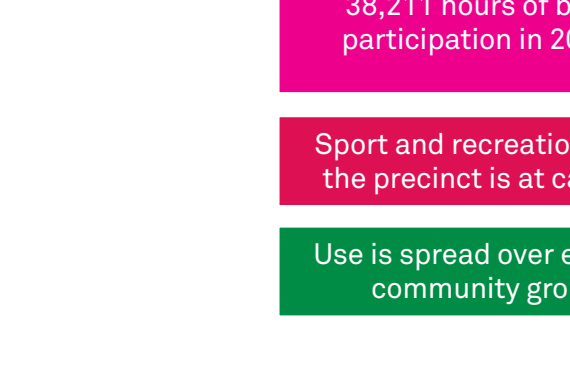 38,211 hours of
participation in
Sport and
the precinct is at
Use is spread over
community